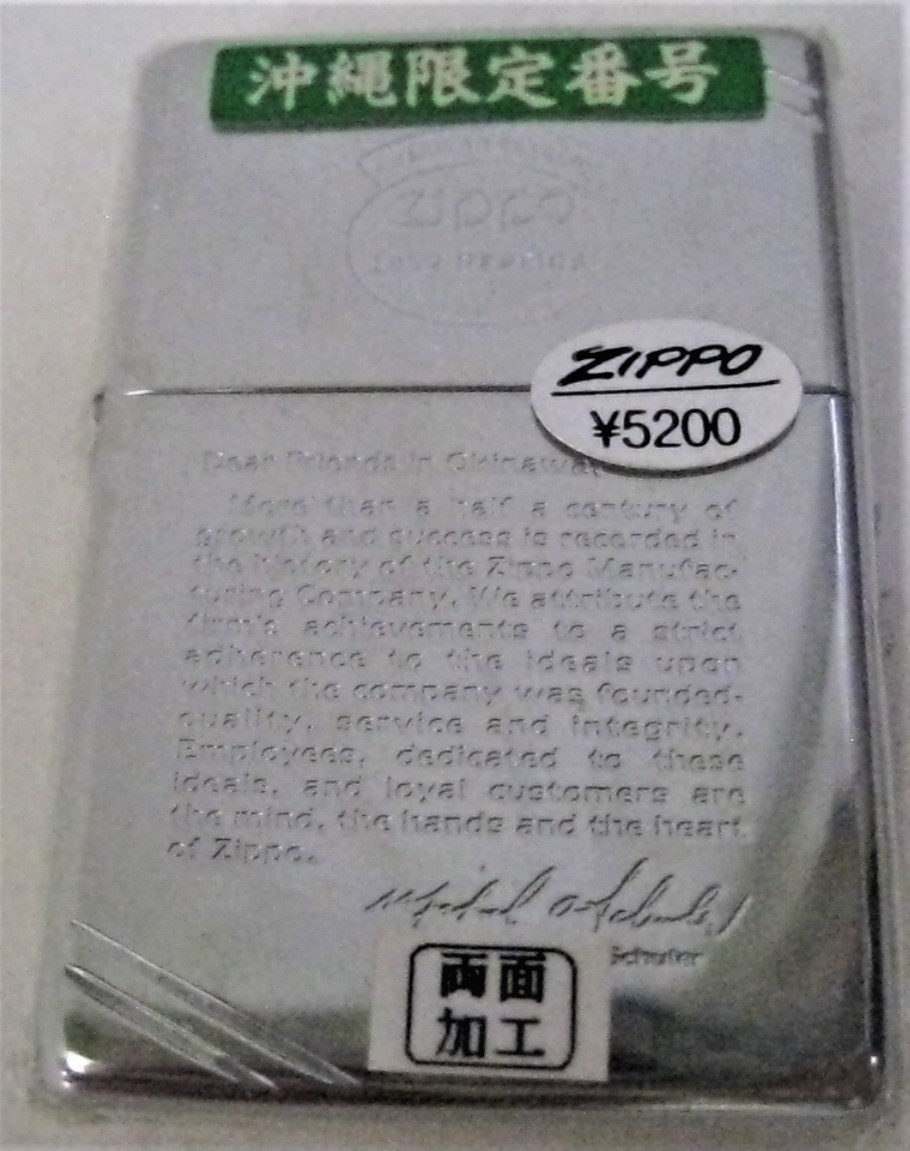 沖縄限定番号
Zippo
REPLICA
ZIPPO
¥5200
Dear Friends in Okinawa,
More than a half a century of
growth and success is recorded in
the history of the Zippo Manufac-
turing Company. We attribute the
firm's achievements to a strict
adherence to the ideals upon
which the company was founded-
quality, service and integrity.
Employees, dedicated to these
ideals, and loyal customers are
the mind, the hands and the heart
of Zippo.
Schuler
両面
加工